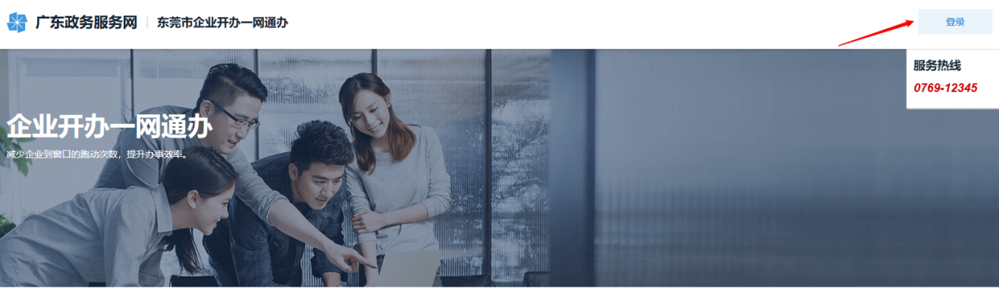 广东政务服务网 东莞市企业开办一网通办 登录
服务热线
0769-12345
企业开办一网通办
减少企业到窗口的跑动次数，提升办事效率。